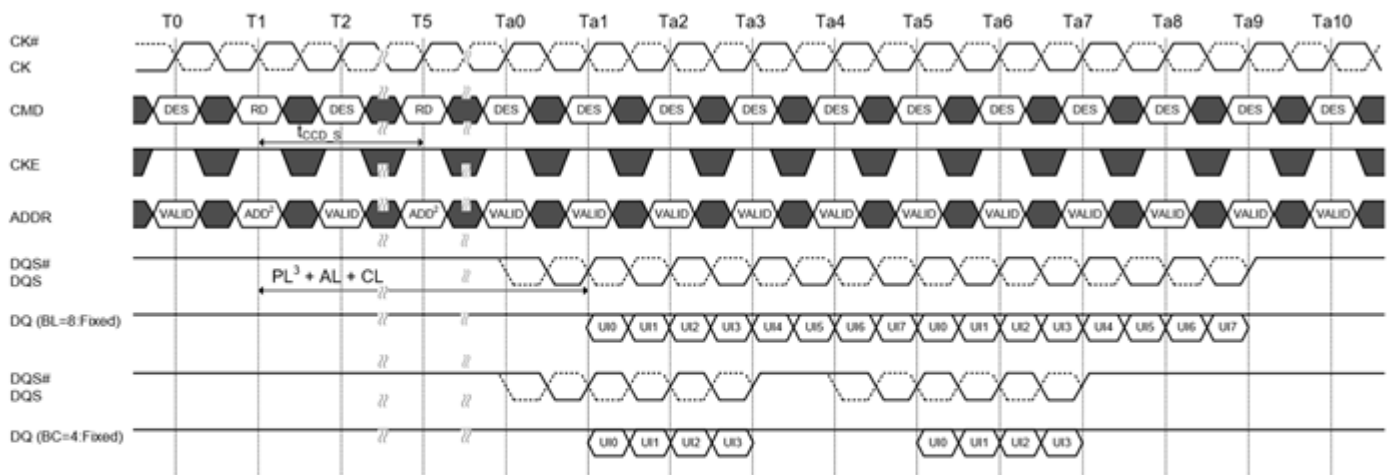 T0 T1 T2 T5 Ta0 Ta1 Ta2 Ta3 Ta4 Ta5 Ta6 Ta7 Ta8 Ta9 Ta10
CK#
CK
CMD DES RD DES RD DES DES DES DES DES DES DES DES DES DES DES
tCCD_S
CKE
ADDR VALID ADD2 VALID ADD2 VALID VALID VALID VALID VALID VALID VALID VALID VALID VALID VALID
DQS#
DQS
PL3 + AL + CL
DQ (BL=8:Fixed) UI0 UI1 UI2 UI3 UI4 UI5 UI6 UI7 UI0 UI1 UI2 UI3 UI4 UI5 UI6 UI7
DQS#
DQS
DQ (BC=4:Fixed) UI0 UI1 UI2 UI3 UI0 UI1 UI2 UI3